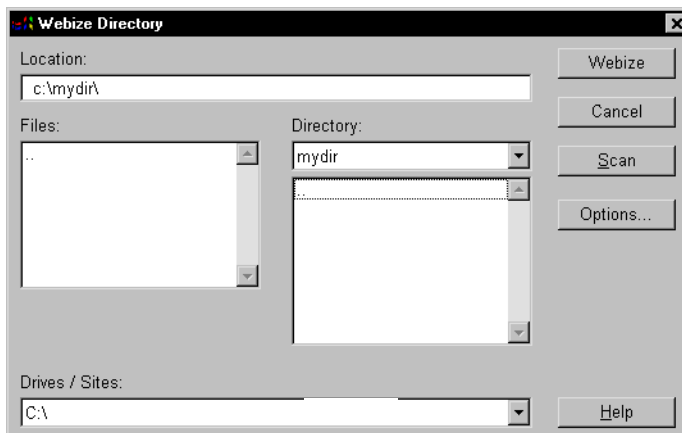 Webize Directory
Location:
c:\mydir\
Files:
..
Directory:
mydir
..
Drives / Sites:
C:\
Webize
Cancel
Scan
Options...
Help